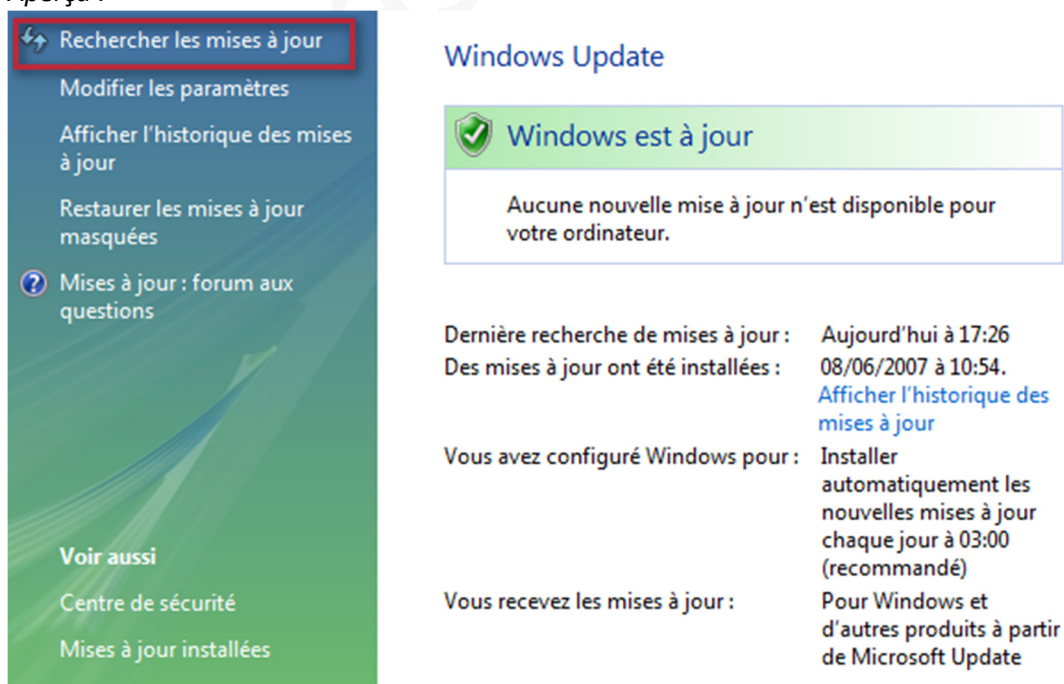 Aperçu :
Rechercher les mises à jour
Modifier les paramètres
Afficher l'historique des mises
à jour
Restaurer les mises à jour
masquées
Mises à jour : forum aux
questions
Voir aussi
Centre de sécurité
Mises à jour installées
Windows Update
Windows est à jour
Aucune nouvelle mise à jour n'est disponible pour
votre ordinateur.
Dernière recherche de mises à jour : Aujourd'hui à 17:26
Des mises à jour ont été installées : 08/06/2007 à 10:54.
Afficher l'historique des
mises à jour
Vous avez configuré Windows pour : Installer
automatiquement les
nouvelles mises à jour
chaque jour à 03:00
(recommandé)
Vous recevez les mises à jour : Pour Windows et
d'autres produits à partir
de Microsoft Update